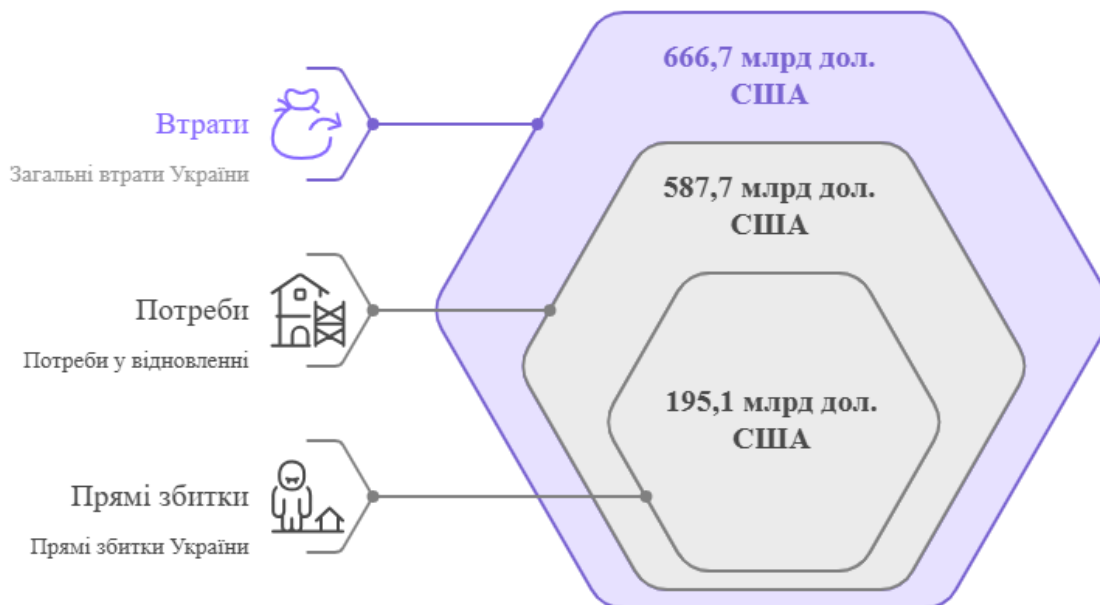 666,7 млрд дол.
США
Втрати
Загальні втрати України
587,7 млрд дол.
США
Потреби
Потреби у відновленні
195,1 млрд дол.
США
Прямі збитки
Прямі збитки України